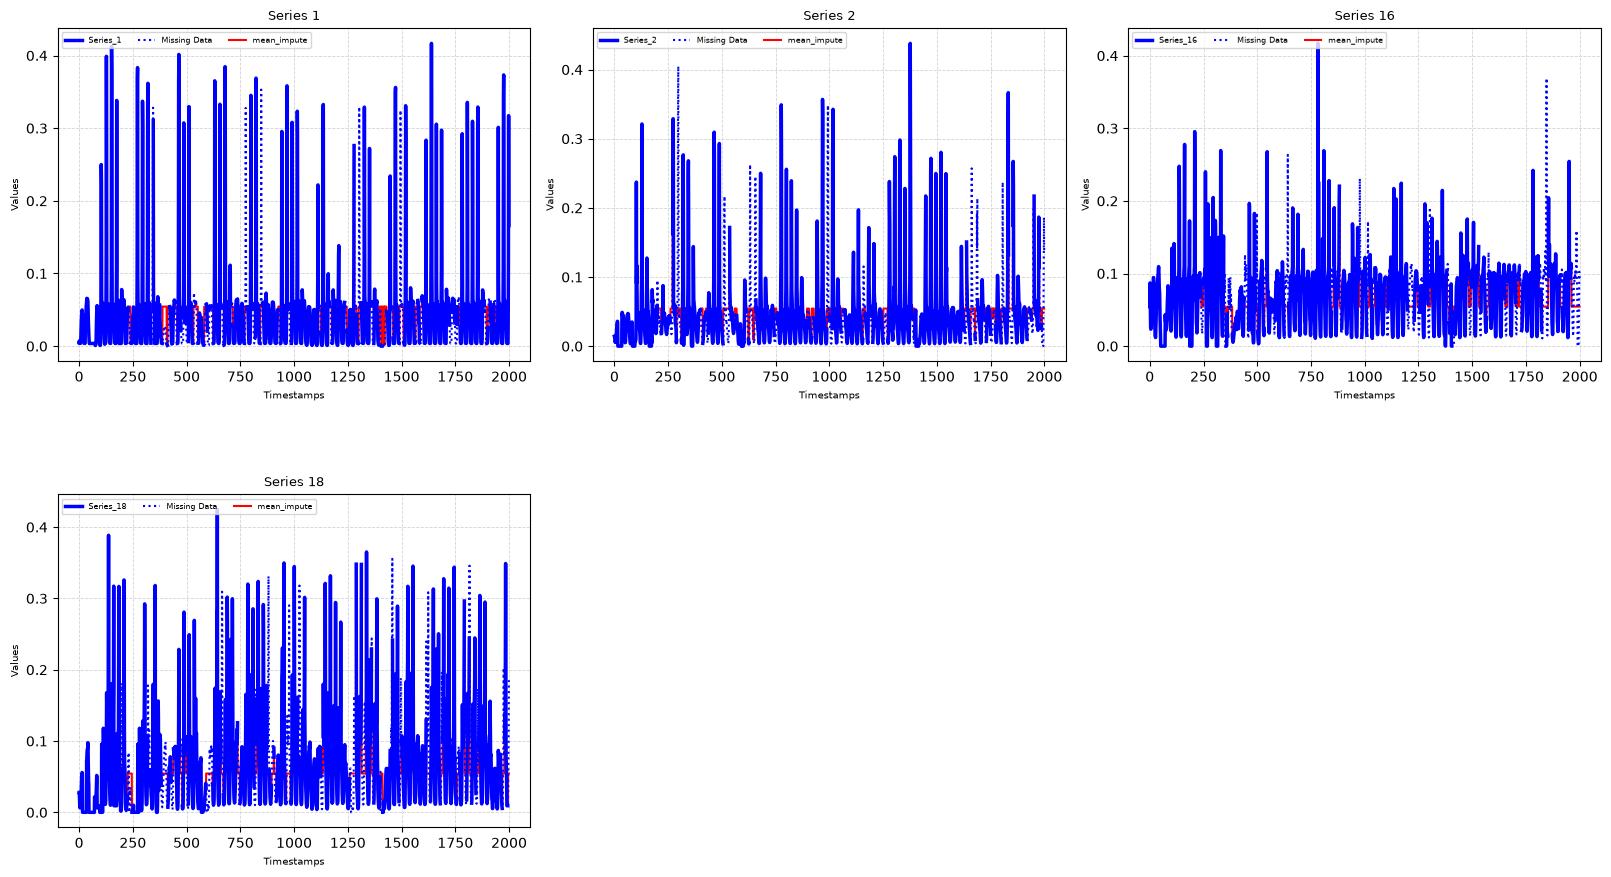 Series 1
Series_1 Missing Data mean_impute
0.4
0.3
0.2
0.1
0.0
Values
0 250 500 750 1000 1250 1500 1750 2000
Timestamps
Series 2
Series_2 Missing Data mean_impute
0.4
0.3
0.2
0.1
0.0
Values
0 250 500 750 1000 1250 1500 1750 2000
Timestamps
Series 16
Series_16 Missing Data mean_impute
0.4
0.3
0.2
0.1
0.0
Values
0 250 500 750 1000 1250 1500 1750 2000
Timestamps
Series 18
Series_18 Missing Data mean_impute
0.4
0.3
0.2
0.1
0.0
Values
0 250 500 750 1000 1250 1500 1750 2000
Timestamps